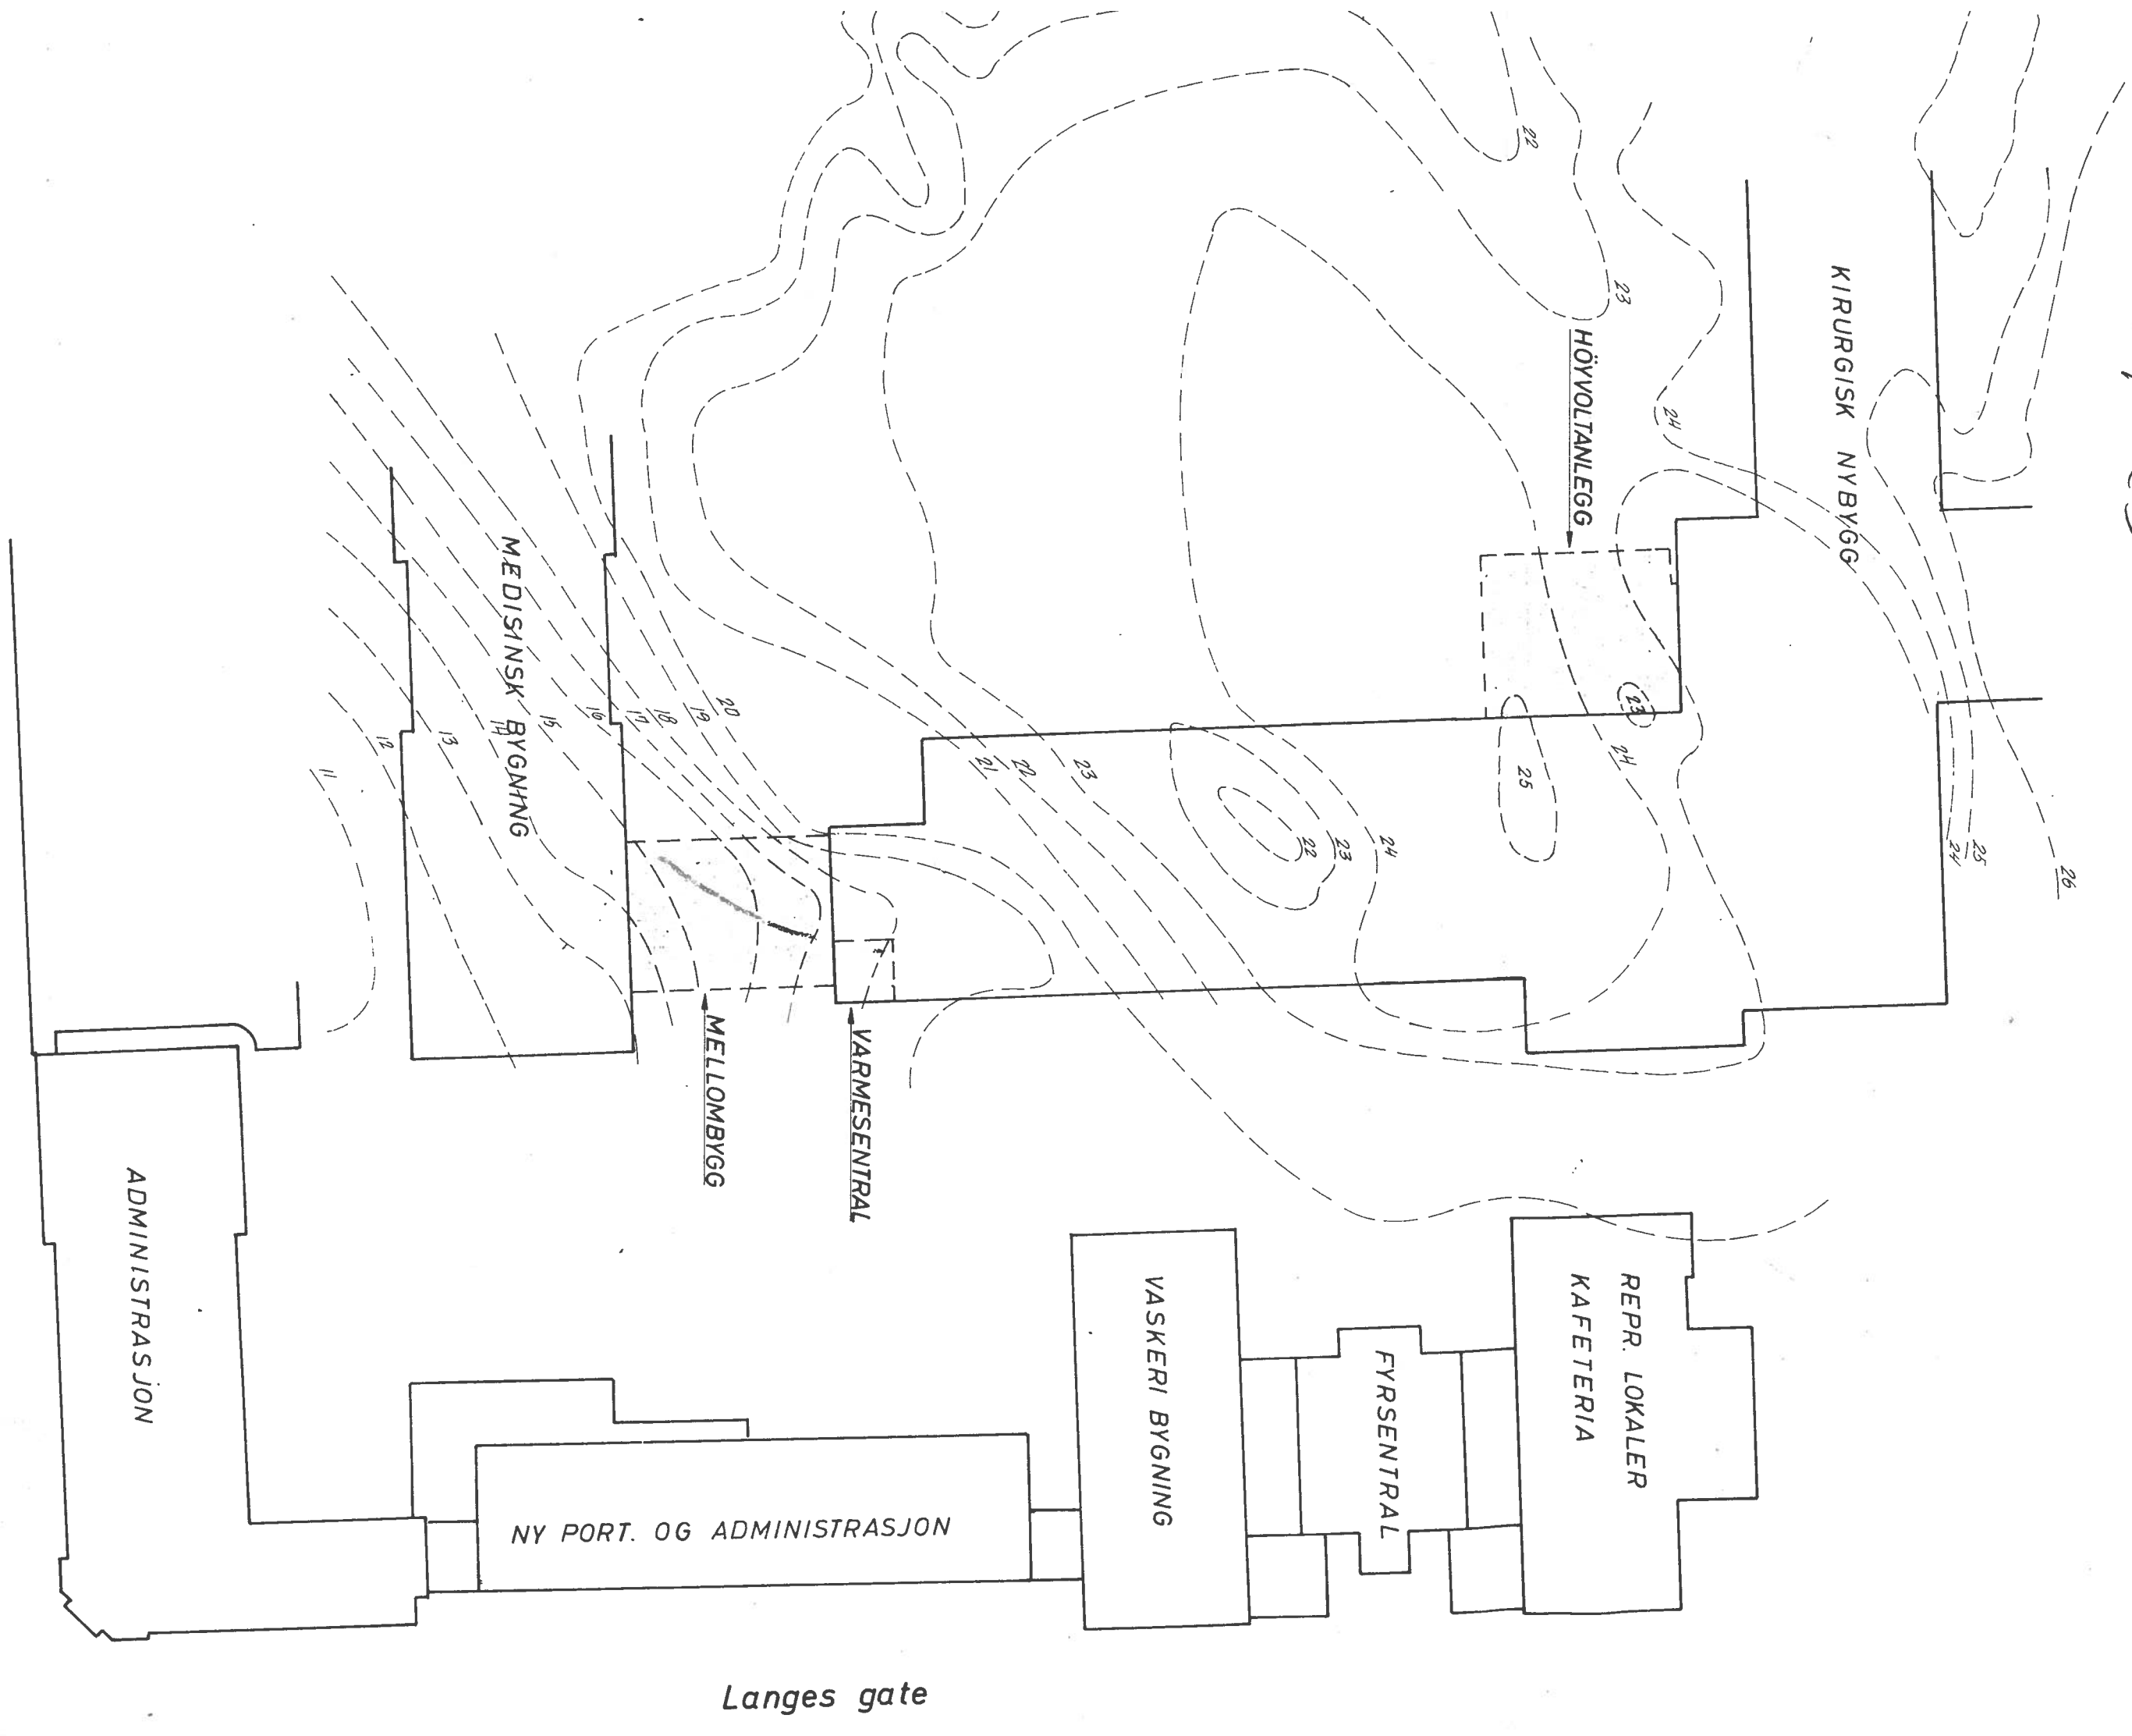 22
23
HÖYVOLTANLEGG
KIRURGISK NYBYGG
24
MEDISINSK BYGNING
20
19
18
17
16
15
14
13
12
11
21
22
23
22
23
24
25
23
24
24
25
26
MELLOMBYGG
VARMESENTRAL
ADMINISTRASJON
VASKERI BYGNING
FYRSENTRAL
REPR. LOKALER
KAFETERIA
NY PORT. OG ADMINISTRASJON
Langes gate